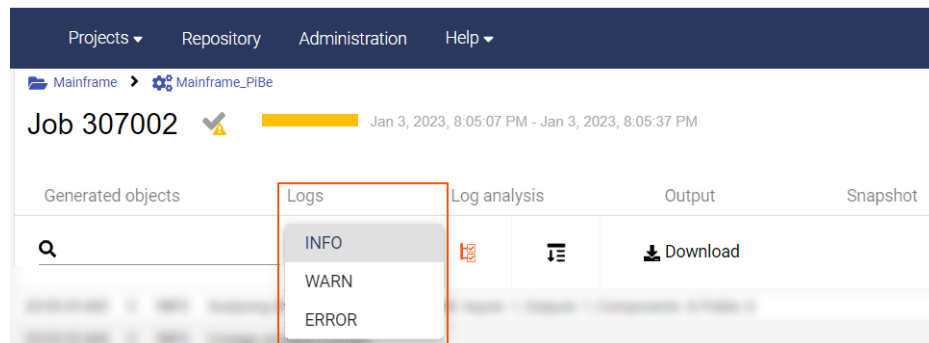 Projects Repository Administration Help
Mainframe Mainframe_PiBe
Job 307002 Jan 3, 2023, 8:05:07 PM - Jan 3, 2023, 8:05:37 PM
Generated objects Logs Log analysis Output Snapshot
INFO Download
WARN
ERROR